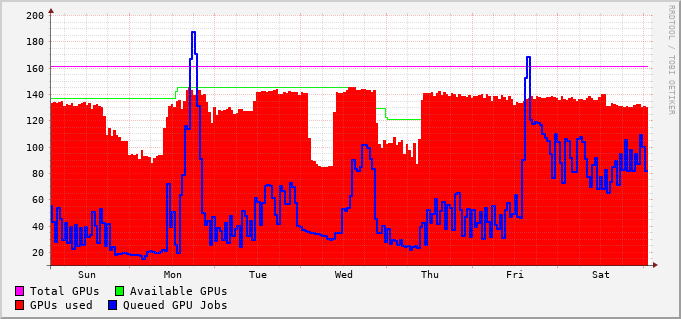 200
180
160
140
120
100
80
60
40
20
Sun Mon Tue Wed Thu Fri Sat
Total GPUs Available GPUs
GPUs used Queued GPU Jobs
RRDTOOL / TOBI OETIKER